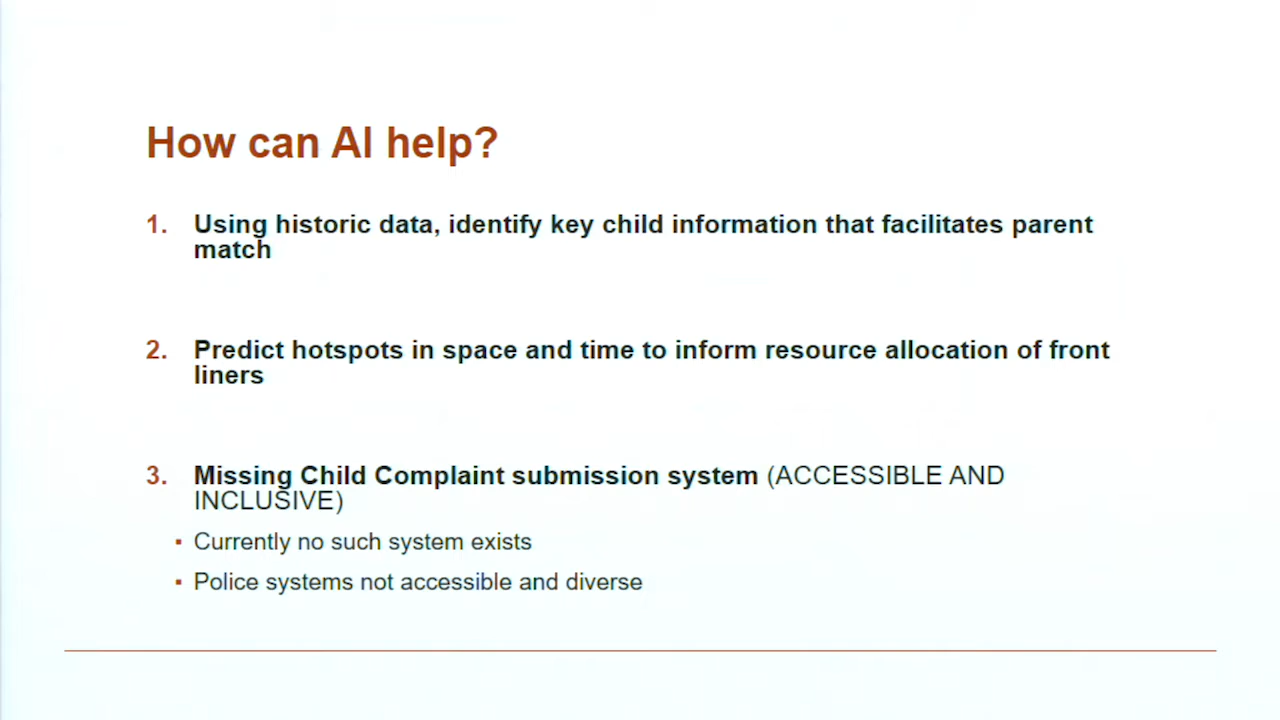 How can AI help?
1. Using historic data, identify key child information that facilitates parent
match
2. Predict hotspots in space and time to inform resource allocation of front
liners
3. Missing Child Complaint submission system (ACCESSIBLE AND
INCLUSIVE)
▪ Currently no such system exists
▪ Police systems not accessible and diverse